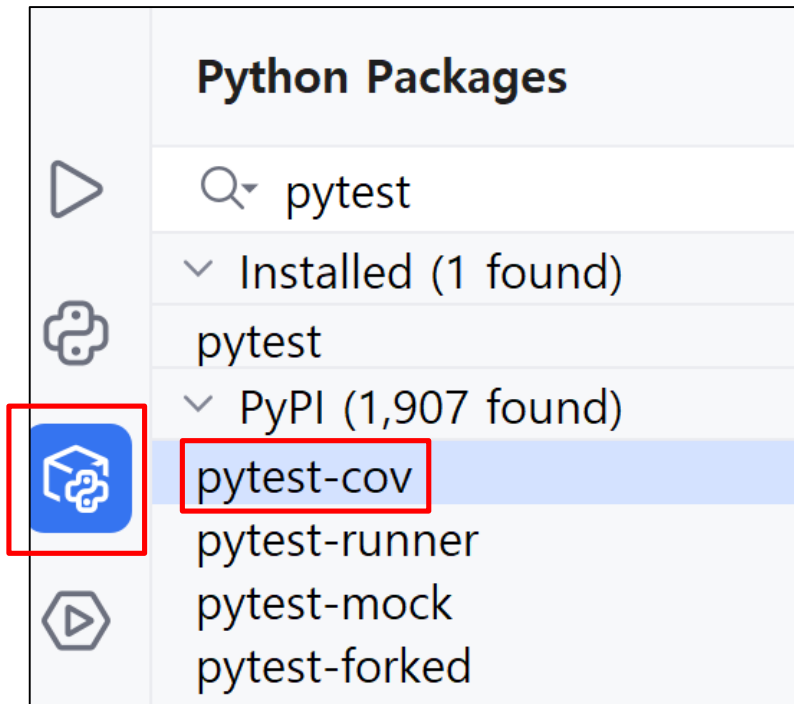 Python Packages
pytest
Installed (1 found)
pytest
PyPI (1,907 found)
pytest-cov
pytest-runner
pytest-mock
pytest-forked